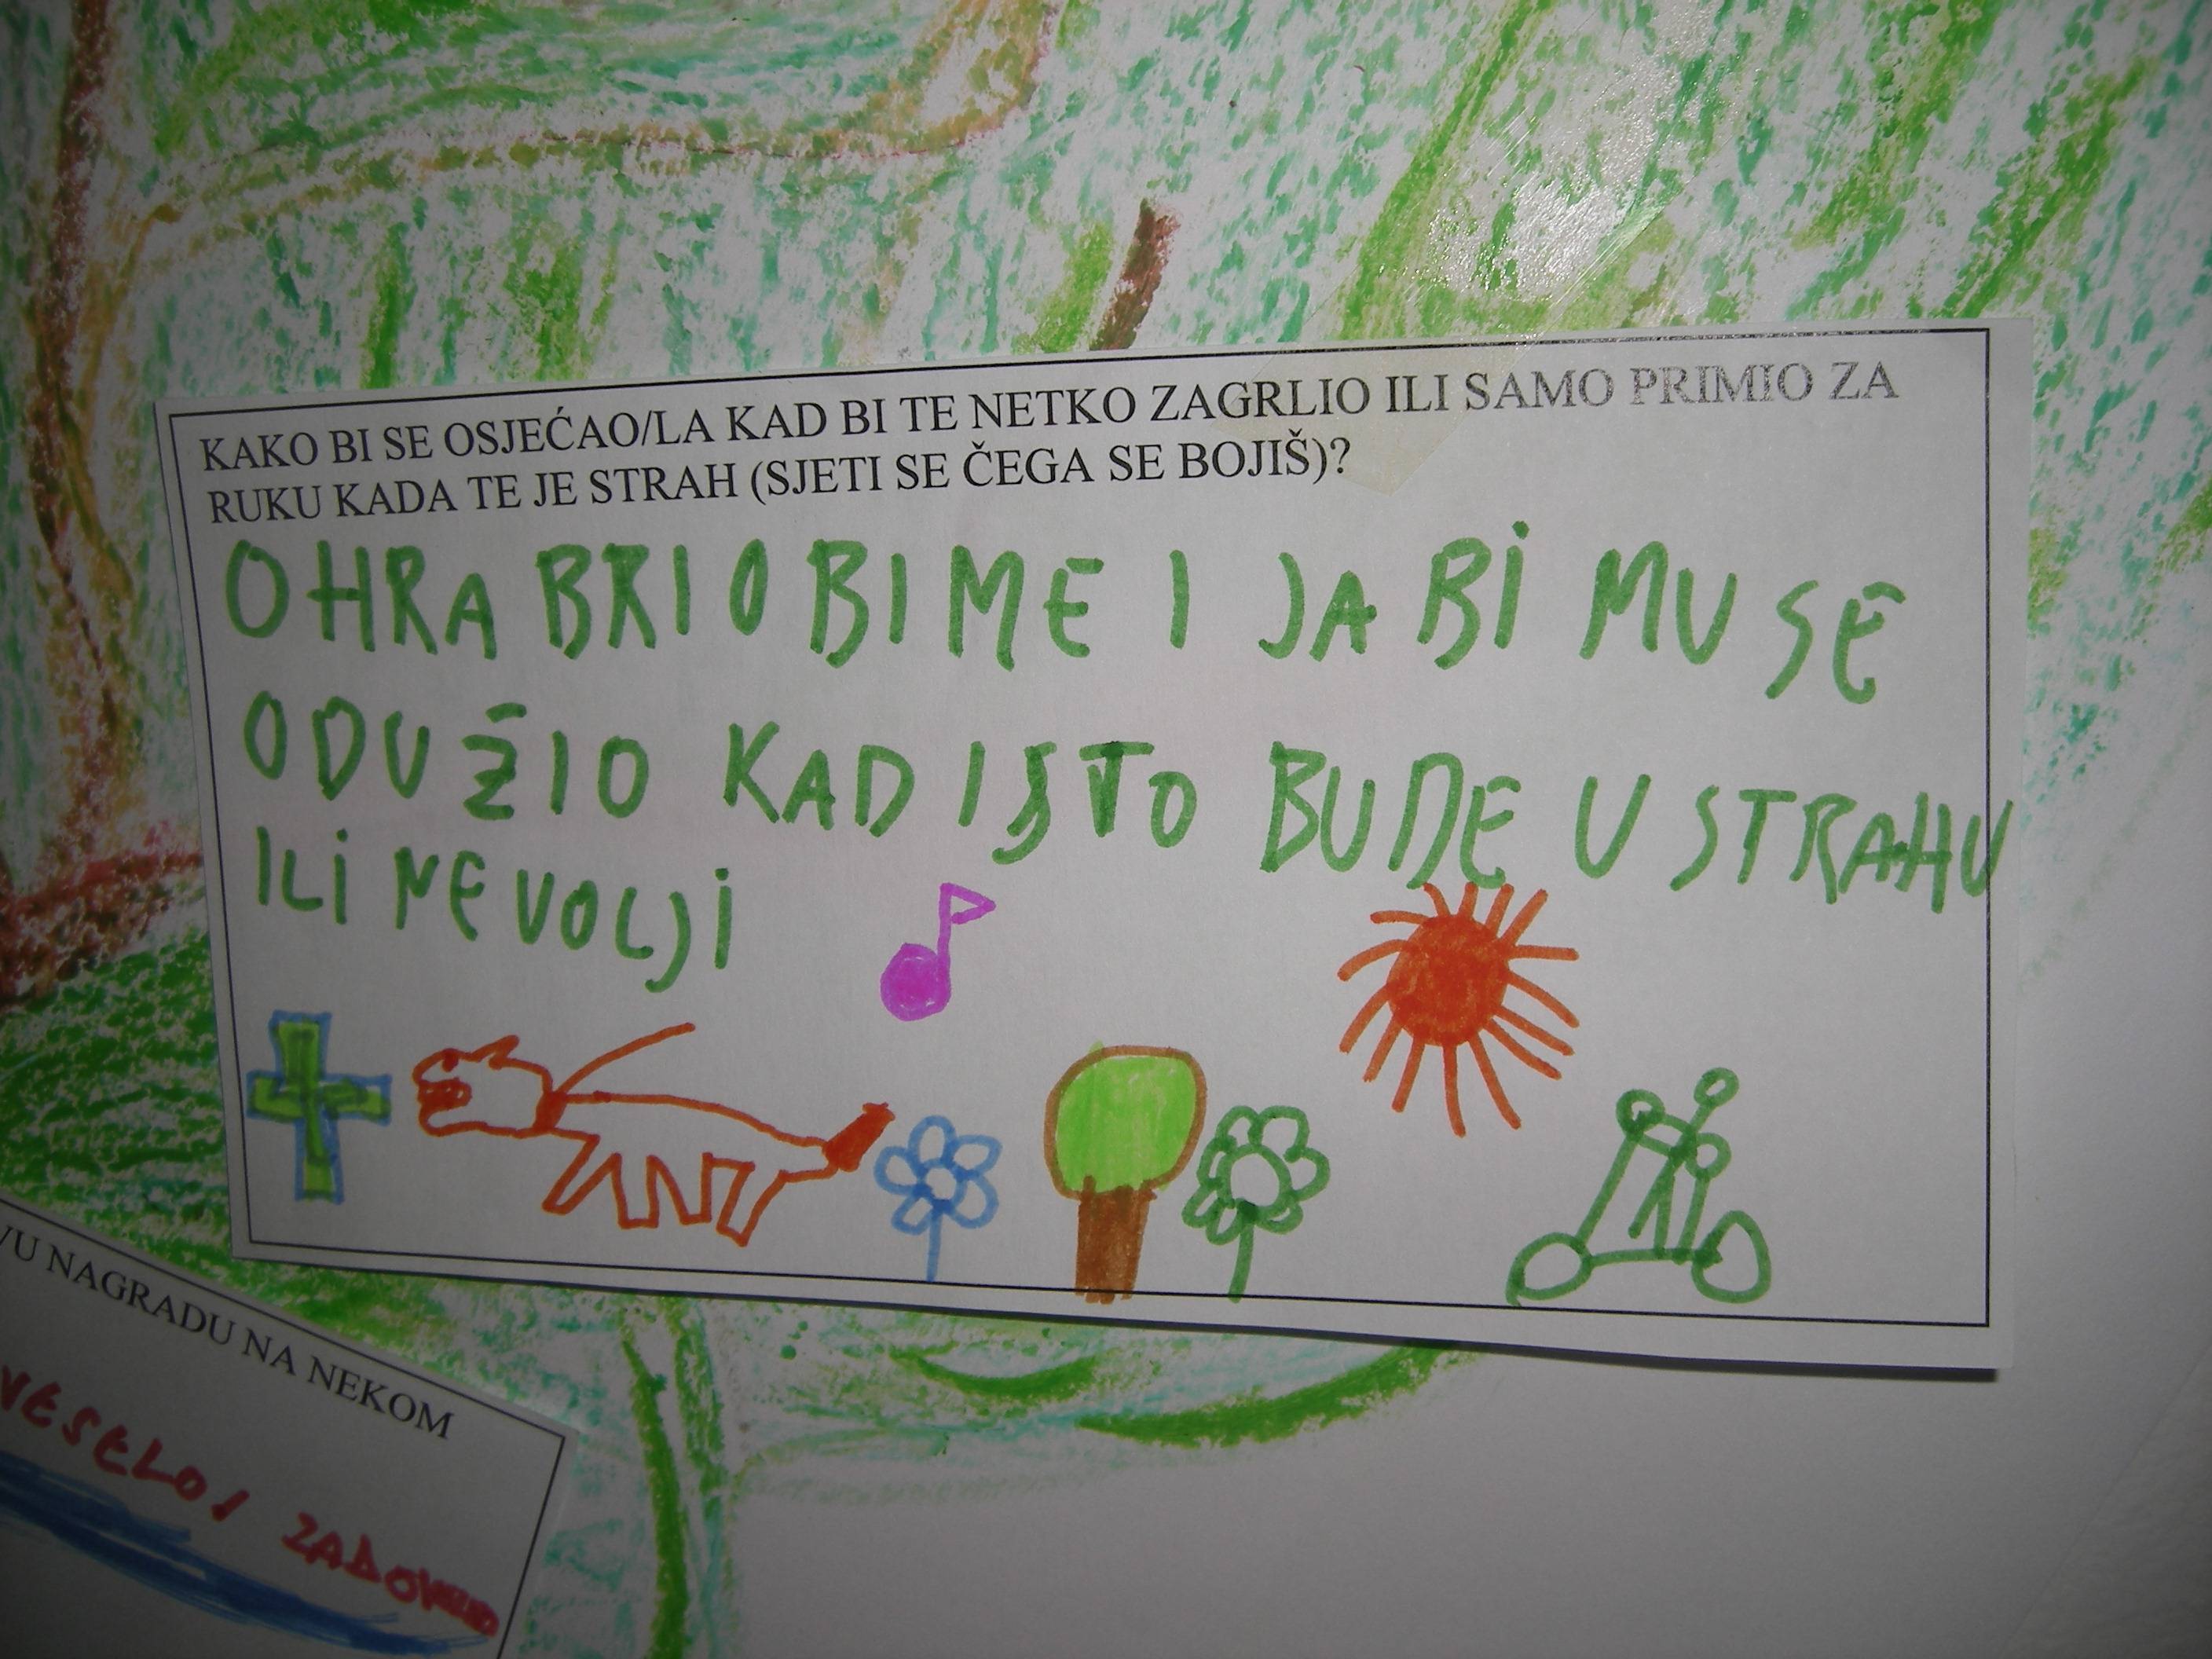 KAKO BI SE OSJEĆAO/LA KAD BI TE NETKO ZAGRLIO ILI SAMO PRIMIO ZA
RUKU KADA TE JE STRAH (SJETI SE ČEGA SE BOJIŠ)?
OHRABRIO BI ME I JA BI MU SE
ODUŽIO KAD ISTO BUDE U STRAHU
ILI NEVOLJI
VU NAGRADU NA NEKOM
VESELO I ZADOVOLJNO